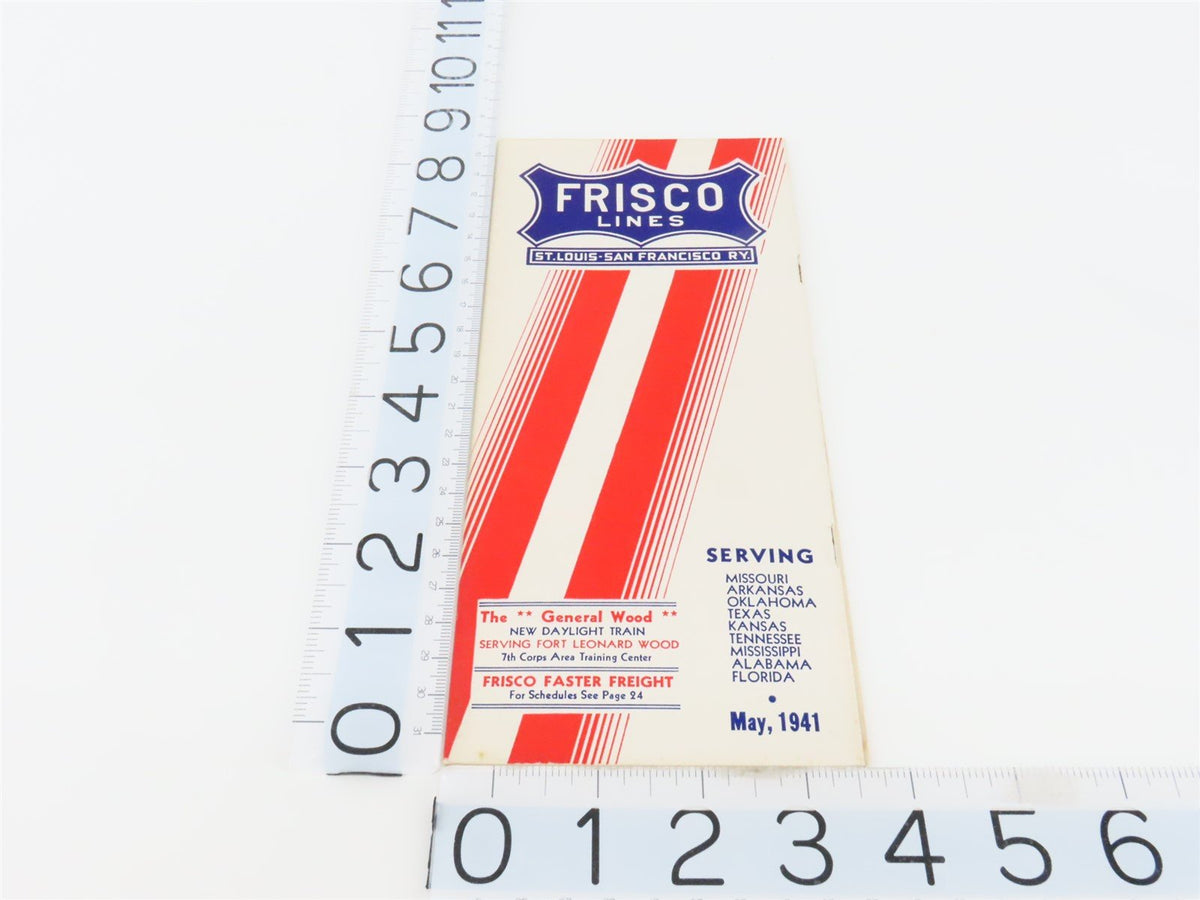 FRISCO
LINES
ST. LOUIS-SAN FRANCISCO RY.
The ** General Wood **
NEW DAYLIGHT TRAIN
SERVING FORT LEONARD WOOD
7th Corps Area Training Center
FRISCO FASTER FREIGHT
For Schedules See Page 24
SERVING
MISSOURI
ARKANSAS
OKLAHOMA
TEXAS
KANSAS
TENNESSEE
MISSISSIPPI
ALABAMA
FLORIDA
May, 1941
0 1 2 3 4 5 6 7 8 9 10 11
0 1 2 3 4 5 6